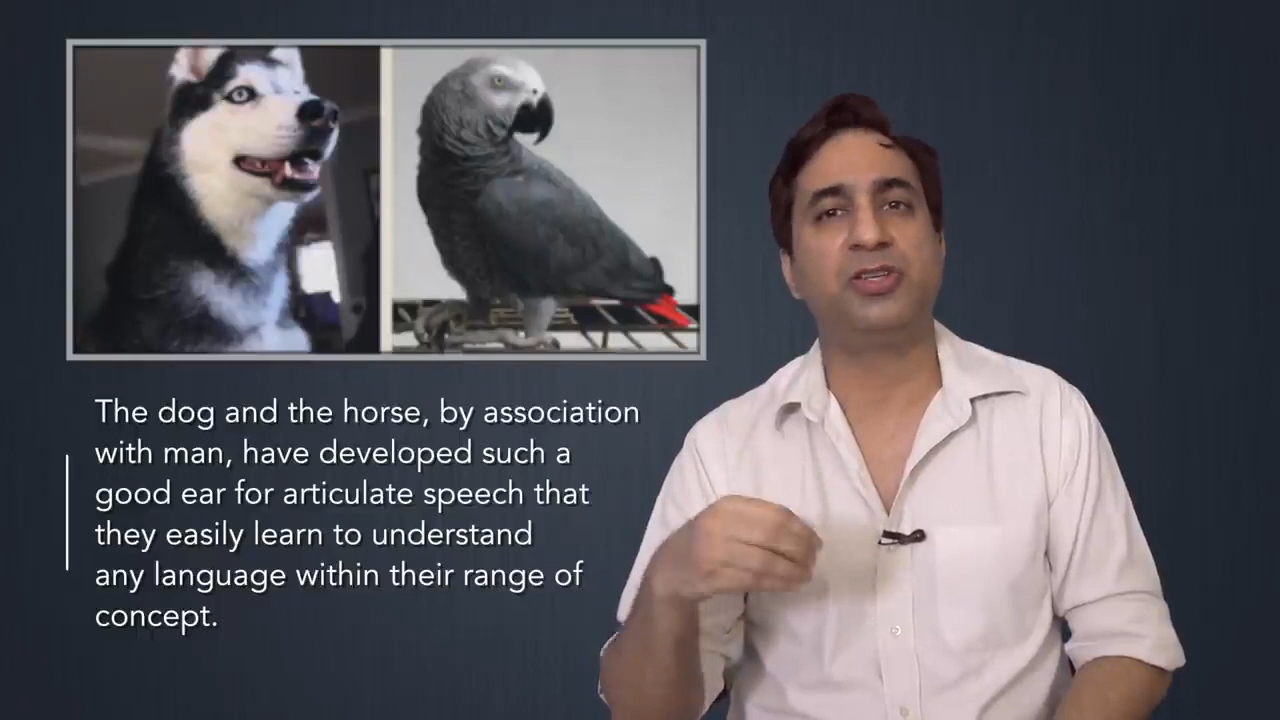 The dog and the horse, by association
with man, have developed such a
good ear for articulate speech that
they easily learn to understand
any language within their range of
concept.